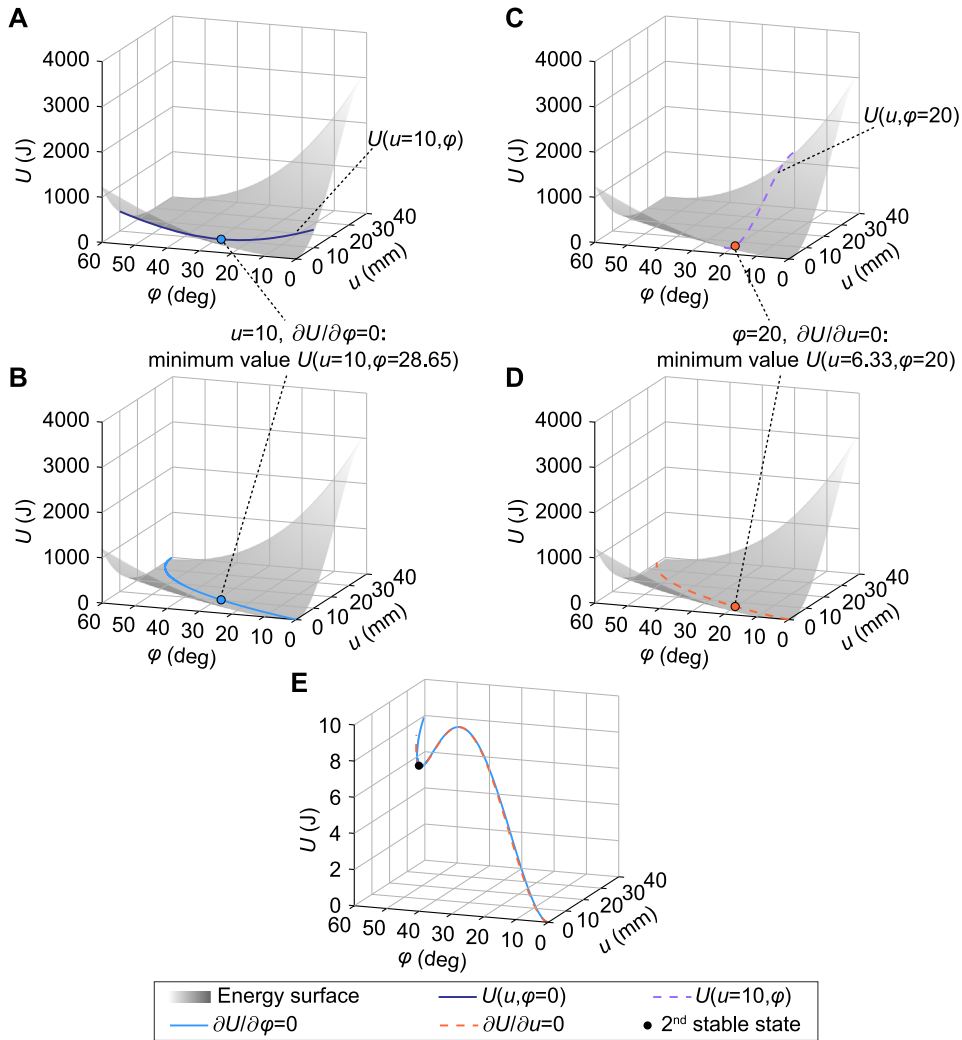 A
4000
3000
2000
1000
0
U (J)
60 50 40 30 20 10 0
φ (deg)
0 10 20 30 40
u (mm)
U(u=10,φ)
C
4000
3000
2000
1000
0
U (J)
60 50 40 30 20 10 0
φ (deg)
0 10 20 30 40
u (mm)
U(u,φ=20)
u=10, ∂U/∂φ=0:
minimum value U(u=10,φ=28.65)
φ=20, ∂U/∂u=0:
minimum value U(u=6.33,φ=20)
B
4000
3000
2000
1000
0
U (J)
60 50 40 30 20 10 0
φ (deg)
0 10 20 30 40
u (mm)
D
4000
3000
2000
1000
0
U (J)
60 50 40 30 20 10 0
φ (deg)
0 10 20 30 40
u (mm)
E
10
8
6
4
2
0
U (J)
60 50 40 30 20 10 0
φ (deg)
0 10 20 30 40
u (mm)
Energy surface
U(u,φ=0)
U(u=10,φ)
∂U/∂φ=0
∂U/∂u=0
2nd stable state